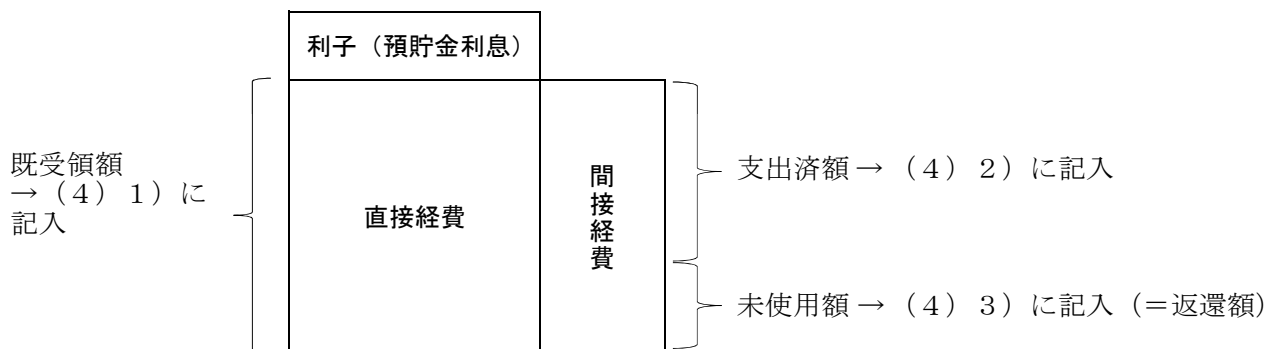 利子（預貯金利息）
既受領額
→（４）１）に
記入
直接経費
間接経費
支出済額→（４）２）に記入
未使用額→（４）３）に記入（＝返還額）